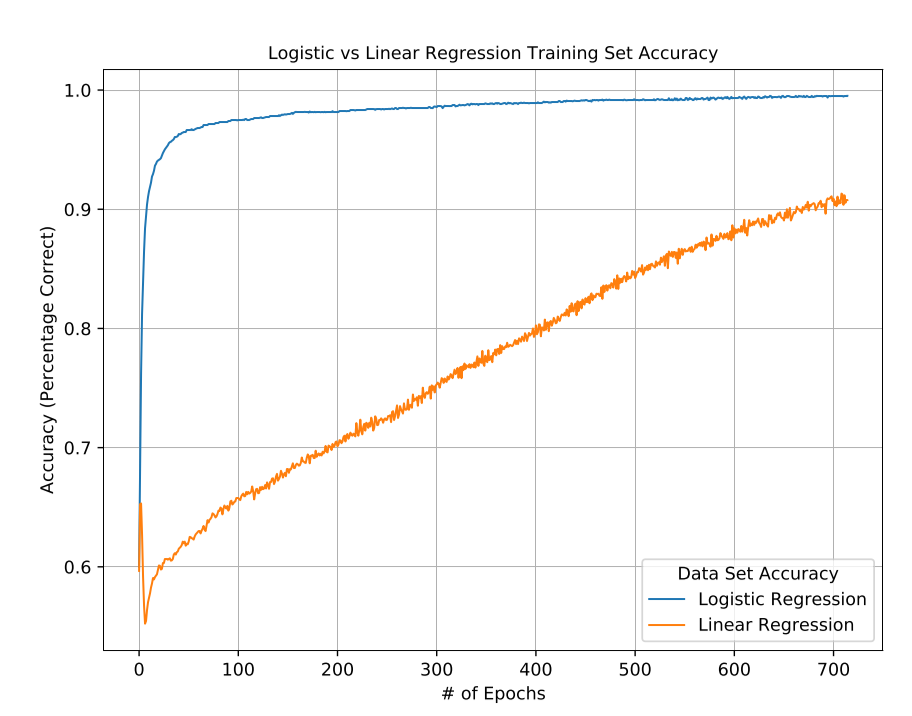 Logistic vs Linear Regression Training Set Accuracy
Accuracy (Percentage Correct)
1.0
0.9
0.8
0.7
0.6
Data Set Accuracy
Logistic Regression
Linear Regression
0 100 200 300 400 500 600 700
# of Epochs